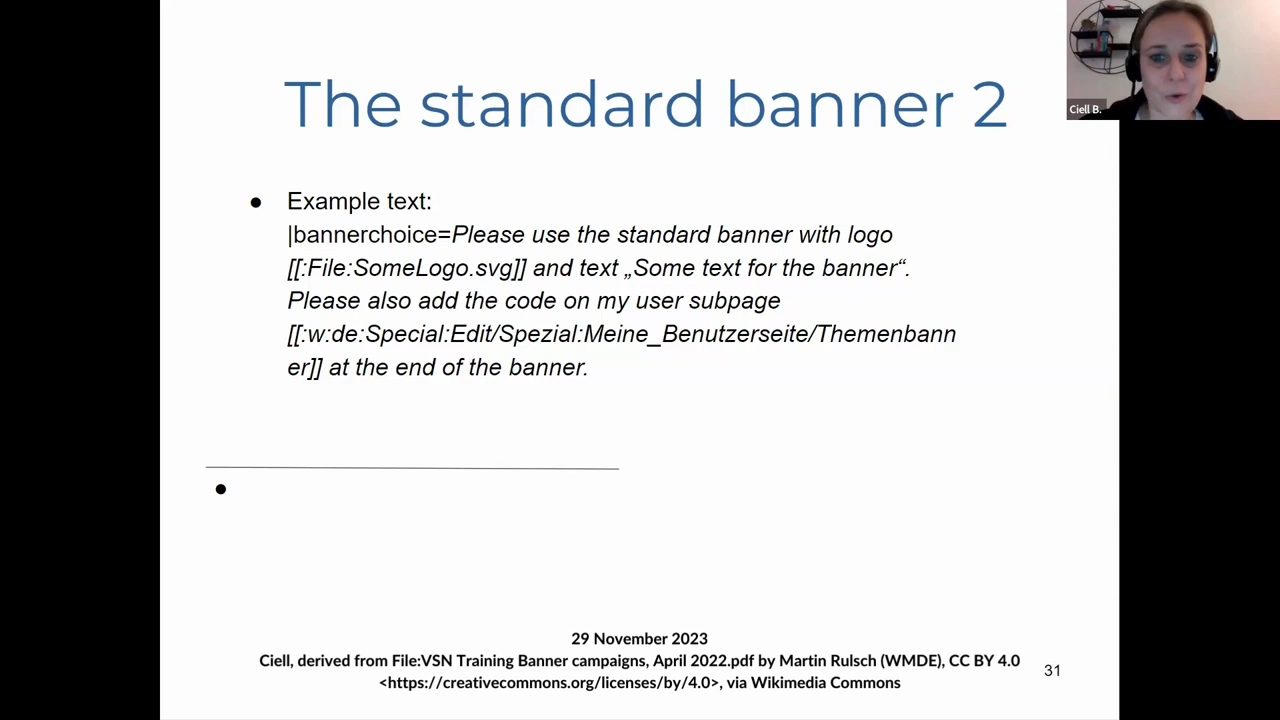 The standard banner 2
Ciell B.
● Example text:
|bannerchoice=Please use the standard banner with logo
[[:File:SomeLogo.svg]] and text „Some text for the banner“.
Please also add the code on my user subpage
[[:w:de:Special:Edit/Spezial:Meine_Benutzerseite/Themenbann
er]] at the end of the banner.
●
29 November 2023
Ciell, derived from File:VSN Training Banner campaigns, April 2022.pdf by Martin Rulsch (WMDE), CC BY 4.0
<https://creativecommons.org/licenses/by/4.0>, via Wikimedia Commons
31